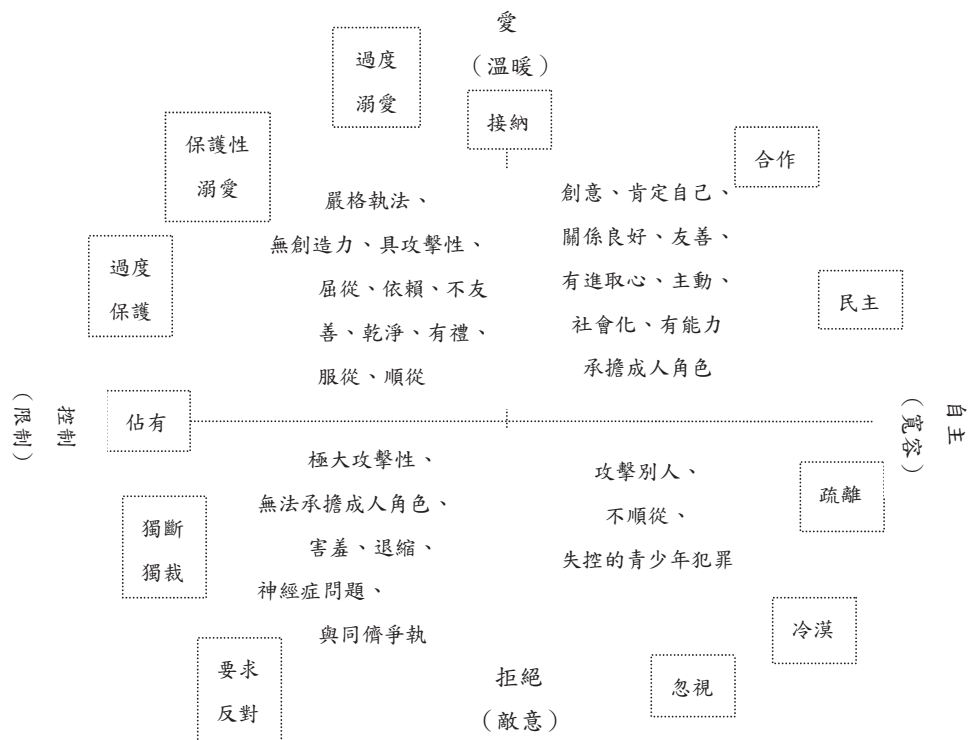 愛
（溫暖）
過度
溺愛
接納
保護性
溺愛
合作
嚴格執法、
無創造力、具攻擊性、
屈從、依賴、不友
善、乾淨、有禮、
服從、順從
創意、肯定自己、
關係良好、友善、
有進取心、主動、
社會化、有能力
承擔成人角色
過度
保護
民主
控制
（限制）
佔有
自主
（寬容）
極大攻擊性、
無法承擔成人角色、
害羞、退縮、
神經症問題、
與同儕爭執
攻擊別人、
不順從、
失控的青少年犯罪
疏離
獨斷
獨裁
冷漠
要求
反對
拒絕
（敵意）
忽視